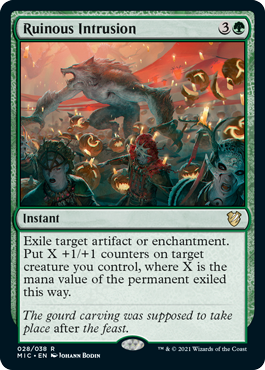 Ruinous Intrusion 3
Instant
Exile target artifact or enchantment.
Put X +1/+1 counters on target
creature you control, where X is the
mana value of the permanent exiled
this way.
The gourd carving was supposed to
take place after the feast.
028/038 R
MIC • EN JOHANN BODIN
™ & © 2021 Wizards of the Coast